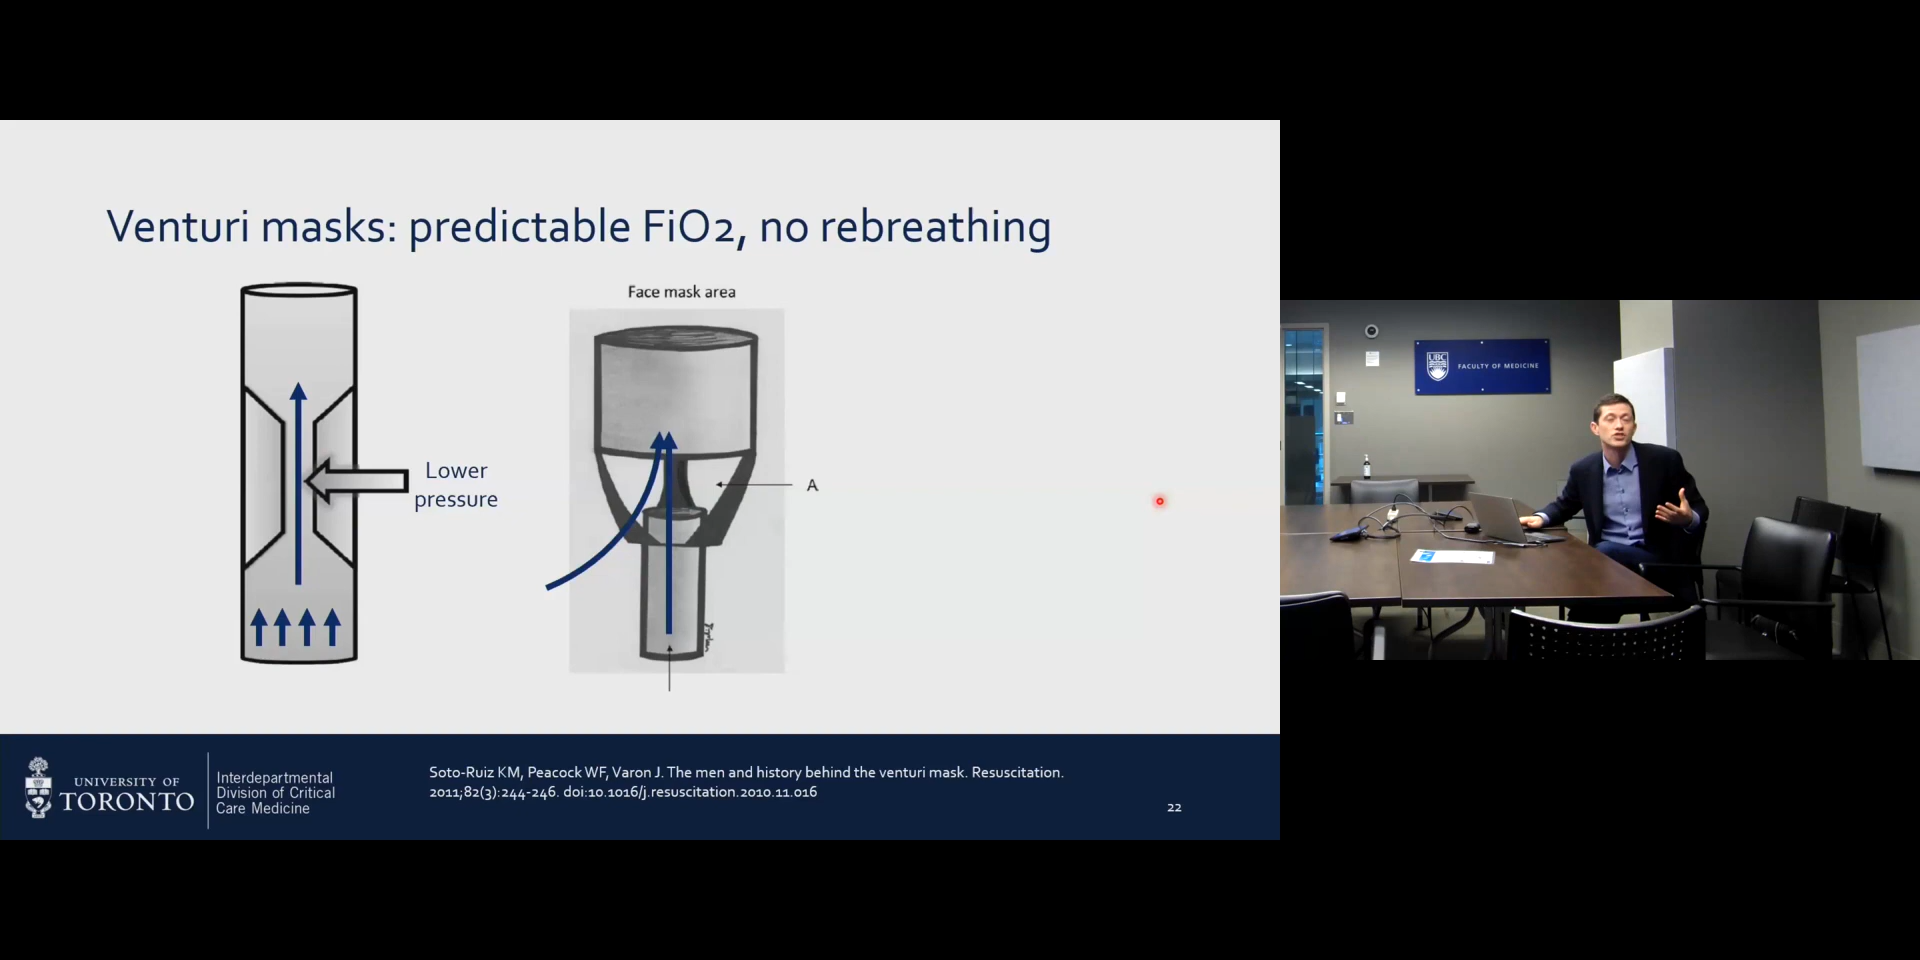 Venturi masks: predictable FiO2, no rebreathing
Face mask area
Lower
pressure
A
UNIVERSITY OF
TORONTO
Interdepartmental
Division of Critical
Care Medicine
Soto-Ruiz KM, Peacock WF, Varon J. The men and history behind the venturi mask. Resuscitation.
2011;82(3):244-246. doi:10.1016/j.resuscitation.2010.11.016
22
UBC
FACULTY OF MEDICINE